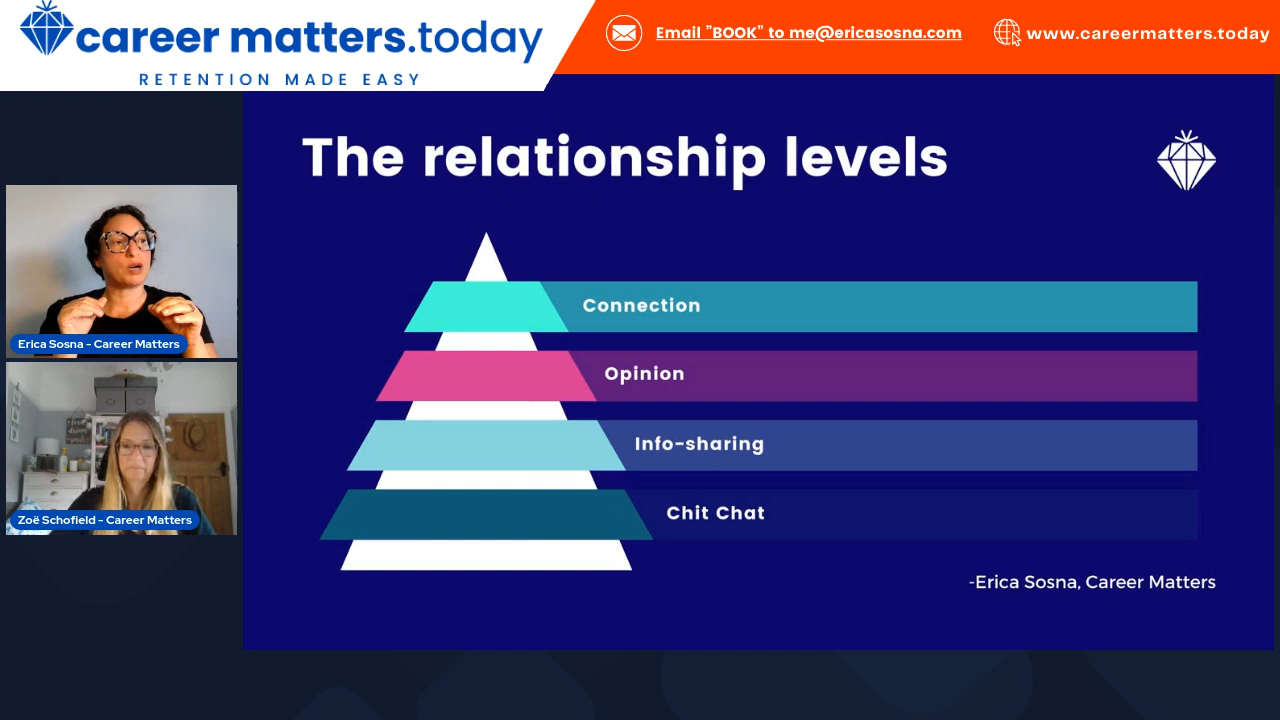 career matters.today
RETENTION MADE EASY
Email "BOOK" to me@ericasosna.com
www.careermatters.today
The relationship levels
Connection
Opinion
Info-sharing
Chit Chat
-Erica Sosna, Career Matters
Erica Sosna - Career Matters
Zoë Schofield - Career Matters